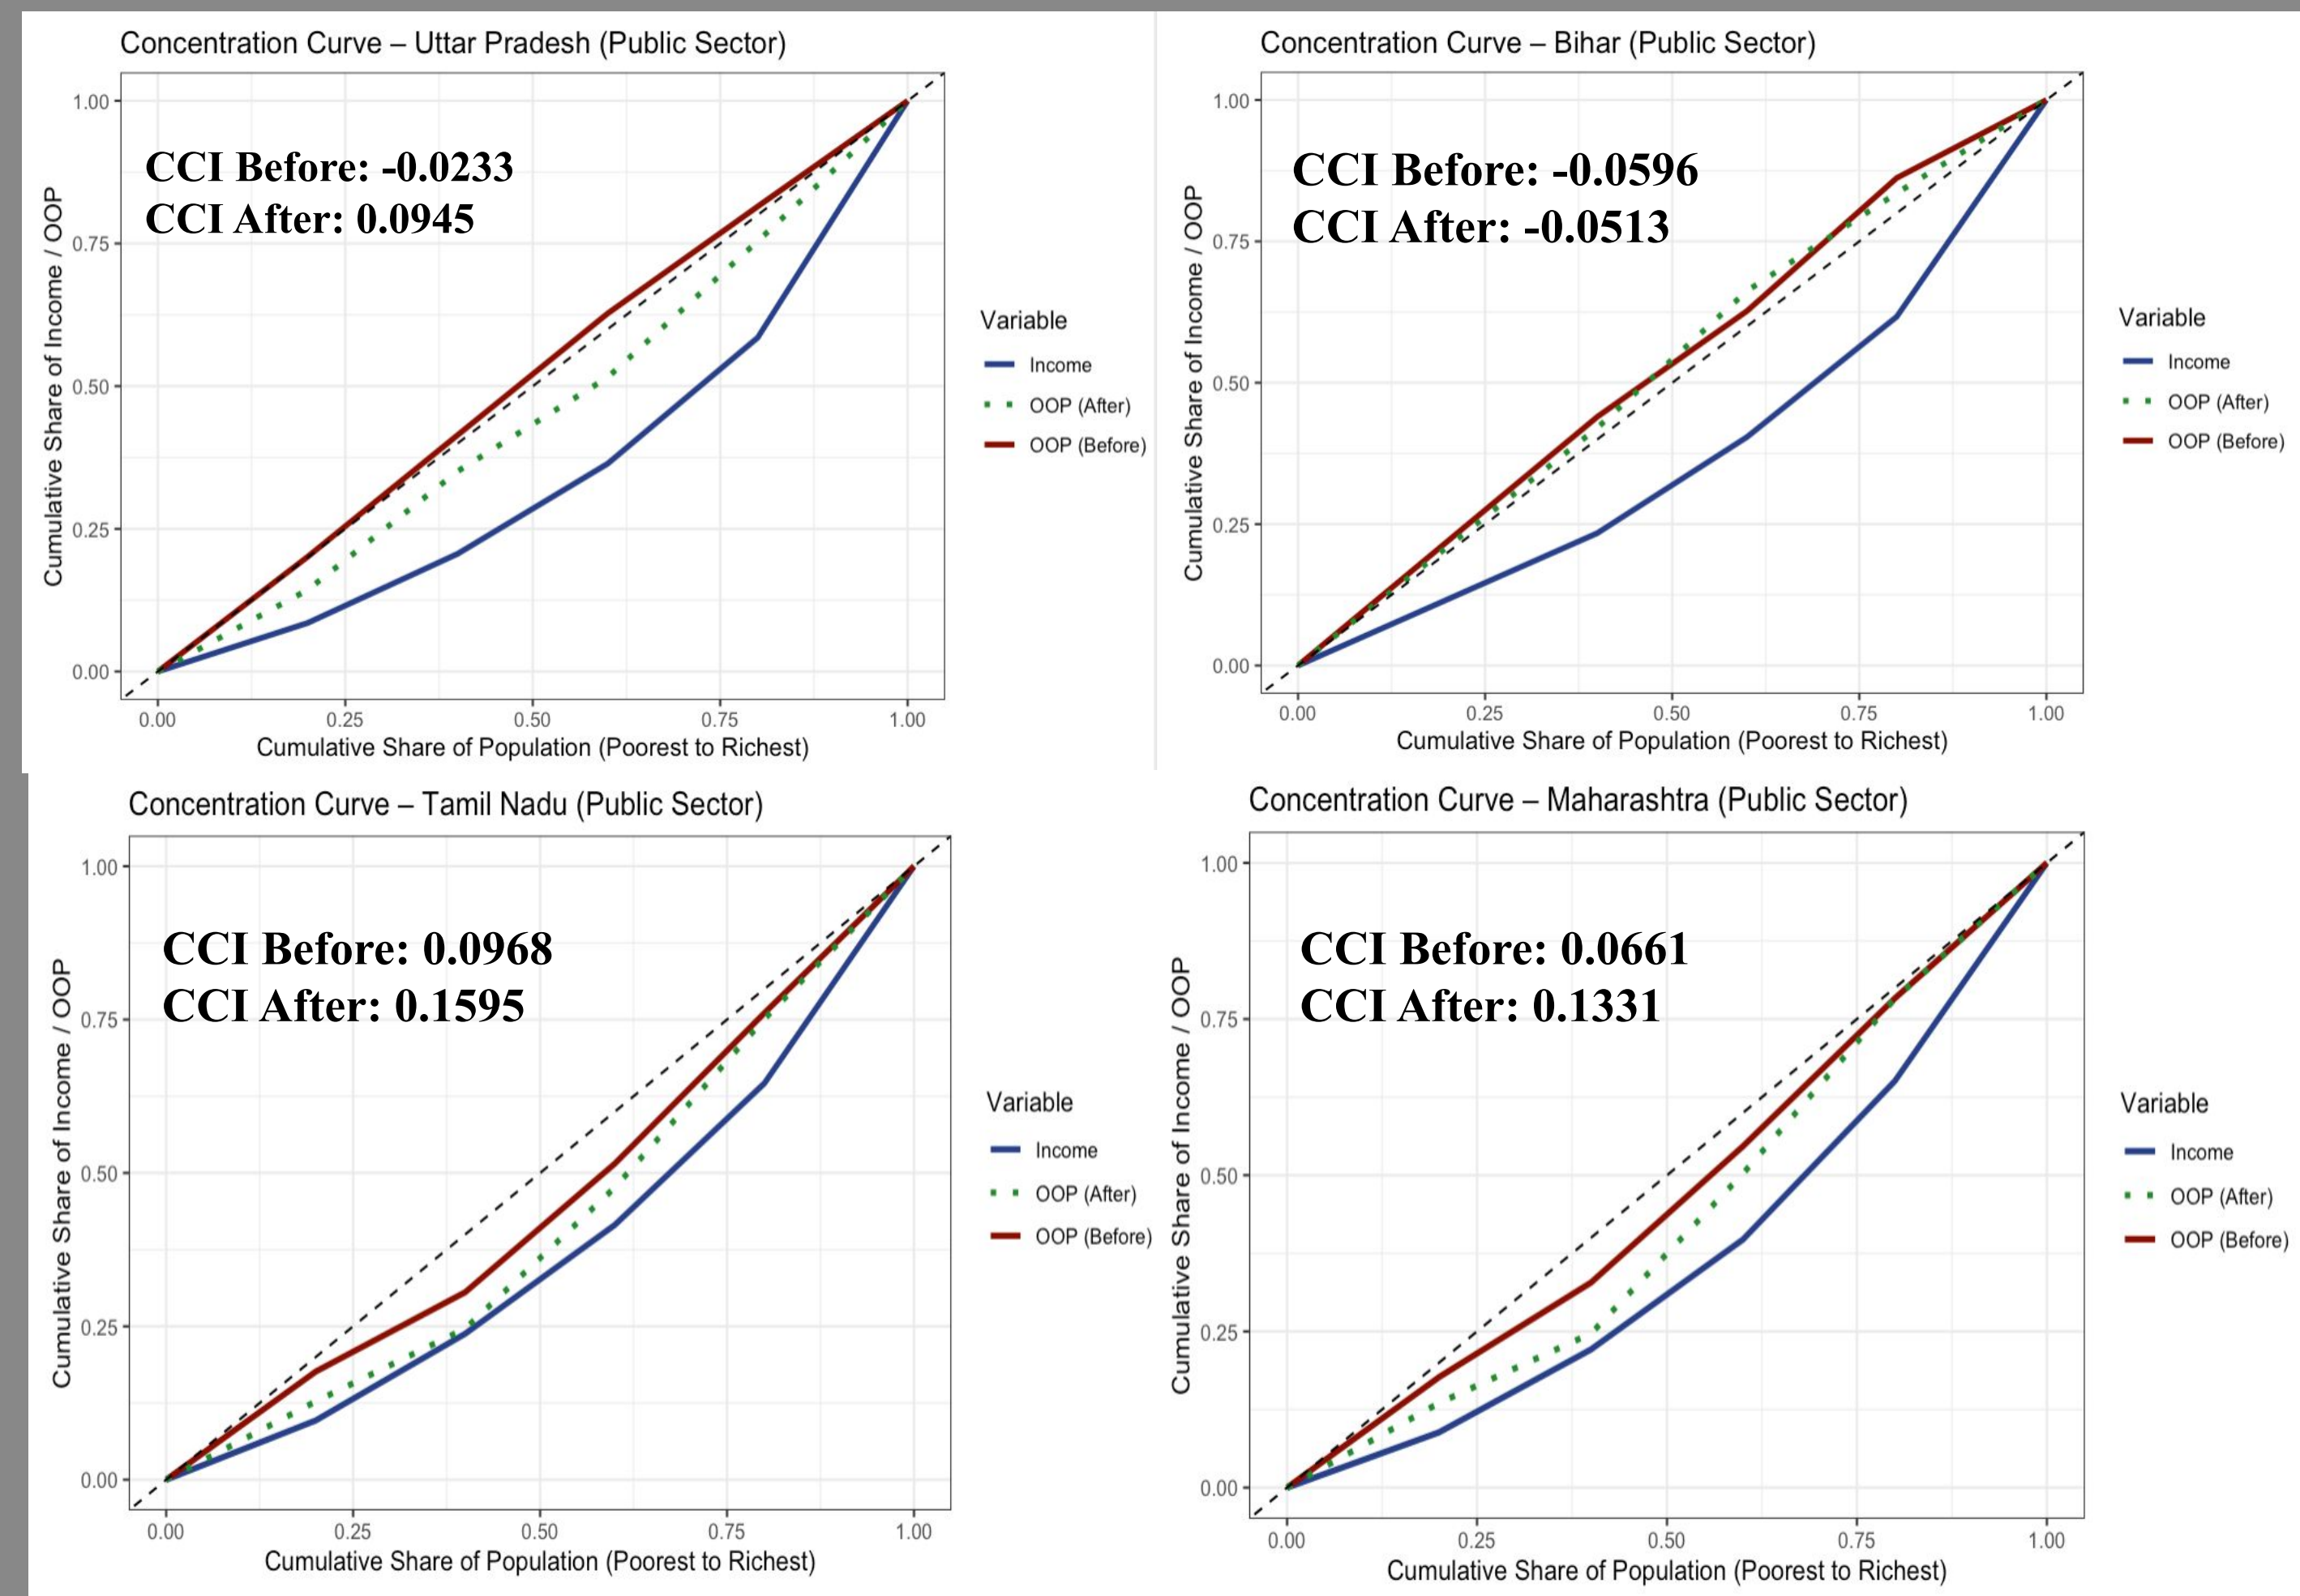 Concentration Curve – Uttar Pradesh (Public Sector)
CCI Before: -0.0233
CCI After: 0.0945
Cumulative Share of Income / OOP
1.00
0.75
0.50
0.25
0.00
0.00 0.25 0.50 0.75 1.00
Cumulative Share of Population (Poorest to Richest)
Variable
Income
OOP (After)
OOP (Before)
Concentration Curve – Bihar (Public Sector)
CCI Before: -0.0596
CCI After: -0.0513
Cumulative Share of Income / OOP
1.00
0.75
0.50
0.25
0.00
0.00 0.25 0.50 0.75 1.00
Cumulative Share of Population (Poorest to Richest)
Variable
Income
OOP (After)
OOP (Before)
Concentration Curve – Tamil Nadu (Public Sector)
CCI Before: 0.0968
CCI After: 0.1595
Cumulative Share of Income / OOP
1.00
0.75
0.50
0.25
0.00
0.00 0.25 0.50 0.75 1.00
Cumulative Share of Population (Poorest to Richest)
Variable
Income
OOP (After)
OOP (Before)
Concentration Curve – Maharashtra (Public Sector)
CCI Before: 0.0661
CCI After: 0.1331
Cumulative Share of Income / OOP
1.00
0.75
0.50
0.25
0.00
0.00 0.25 0.50 0.75 1.00
Cumulative Share of Population (Poorest to Richest)
Variable
Income
OOP (After)
OOP (Before)